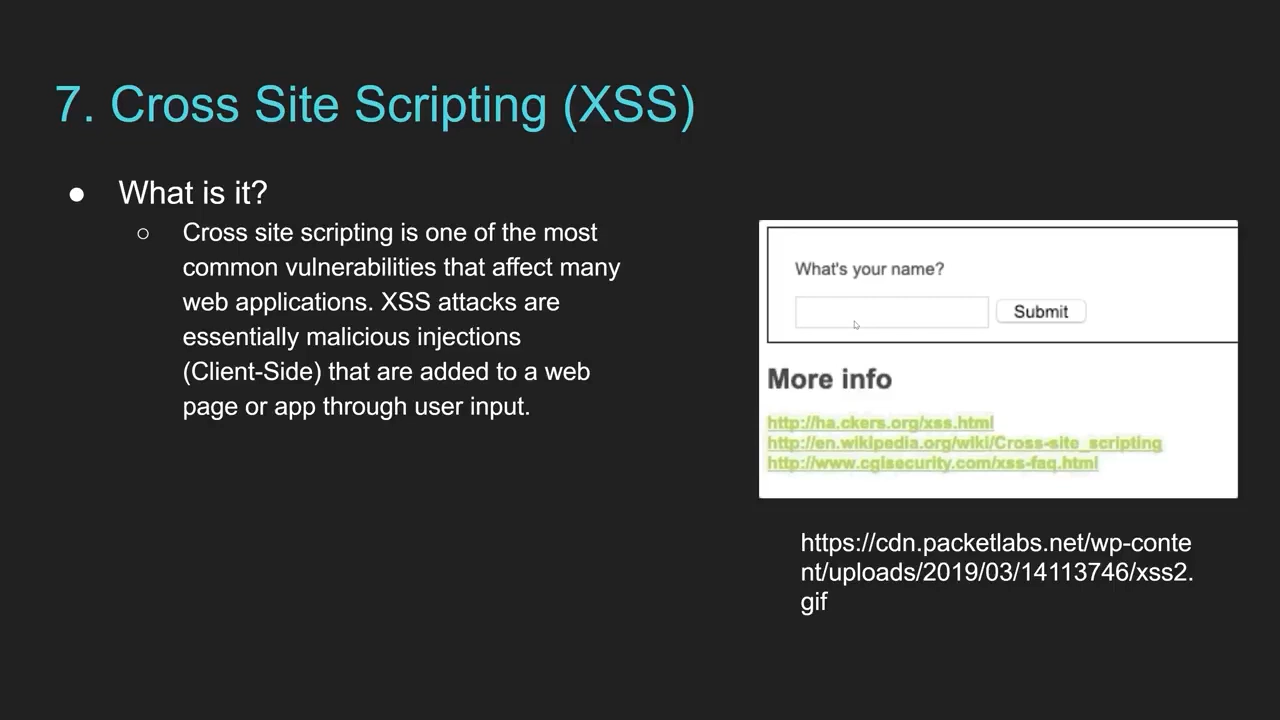 7. Cross Site Scripting (XSS)
● What is it?
○ Cross site scripting is one of the most
common vulnerabilities that affect many
web applications. XSS attacks are
essentially malicious injections
(Client-Side) that are added to a web
page or app through user input.
What's your name?
Submit
More info
http://ha.ckers.org/xss.html
http://en.wikipedia.org/wiki/Cross-site_scripting
http://www.cgisecurity.com/xss-faq.html
https://cdn.packetlabs.net/wp-conte
nt/uploads/2019/03/14113746/xss2.
gif